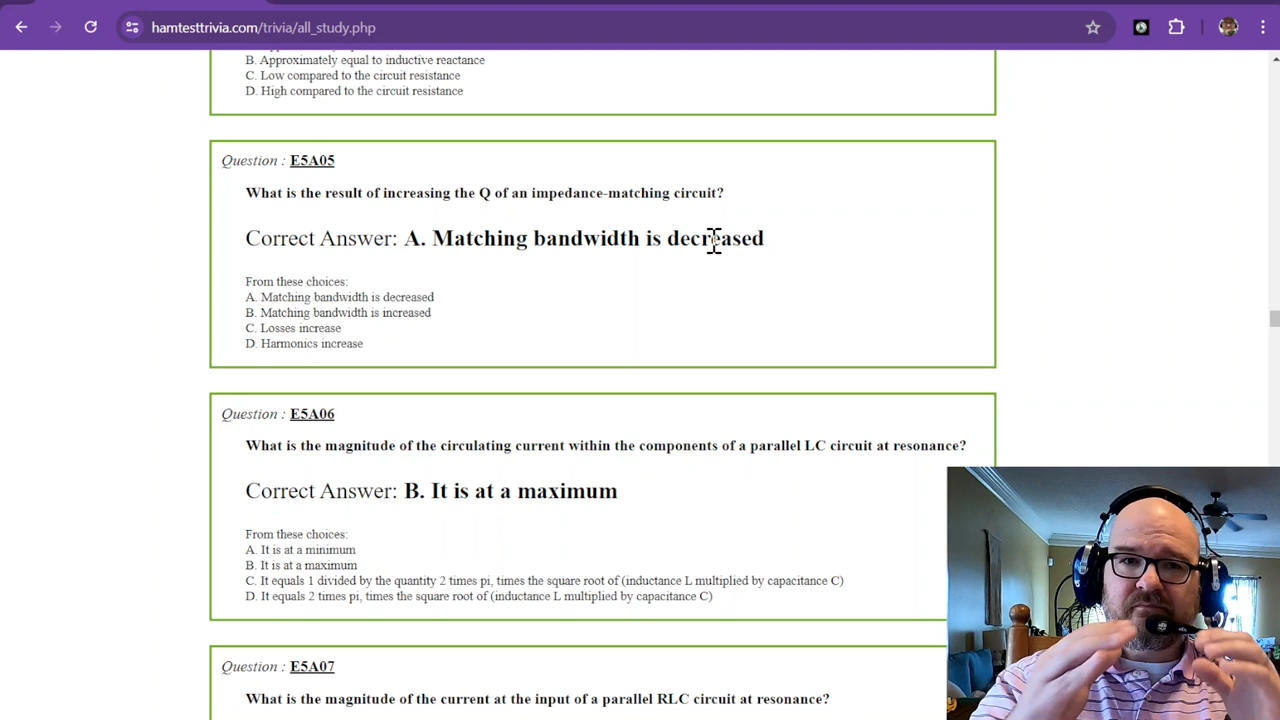 hamtesttrivia.com/trivia/all_study.php
B. Approximately equal to inductive reactance
C. Low compared to the circuit resistance
D. High compared to the circuit resistance
Question : E5A05
What is the result of increasing the Q of an impedance-matching circuit?
Correct Answer: A. Matching bandwidth is decreased
From these choices:
A. Matching bandwidth is decreased
B. Matching bandwidth is increased
C. Losses increase
D. Harmonics increase
Question : E5A06
What is the magnitude of the circulating current within the components of a parallel LC circuit at resonance?
Correct Answer: B. It is at a maximum
From these choices:
A. It is at a minimum
B. It is at a maximum
C. It equals 1 divided by the quantity 2 times pi, times the square root of (inductance L multiplied by capacitance C)
D. It equals 2 times pi, times the square root of (inductance L multiplied by capacitance C)
Question : E5A07
What is the magnitude of the current at the input of a parallel RLC circuit at resonance?